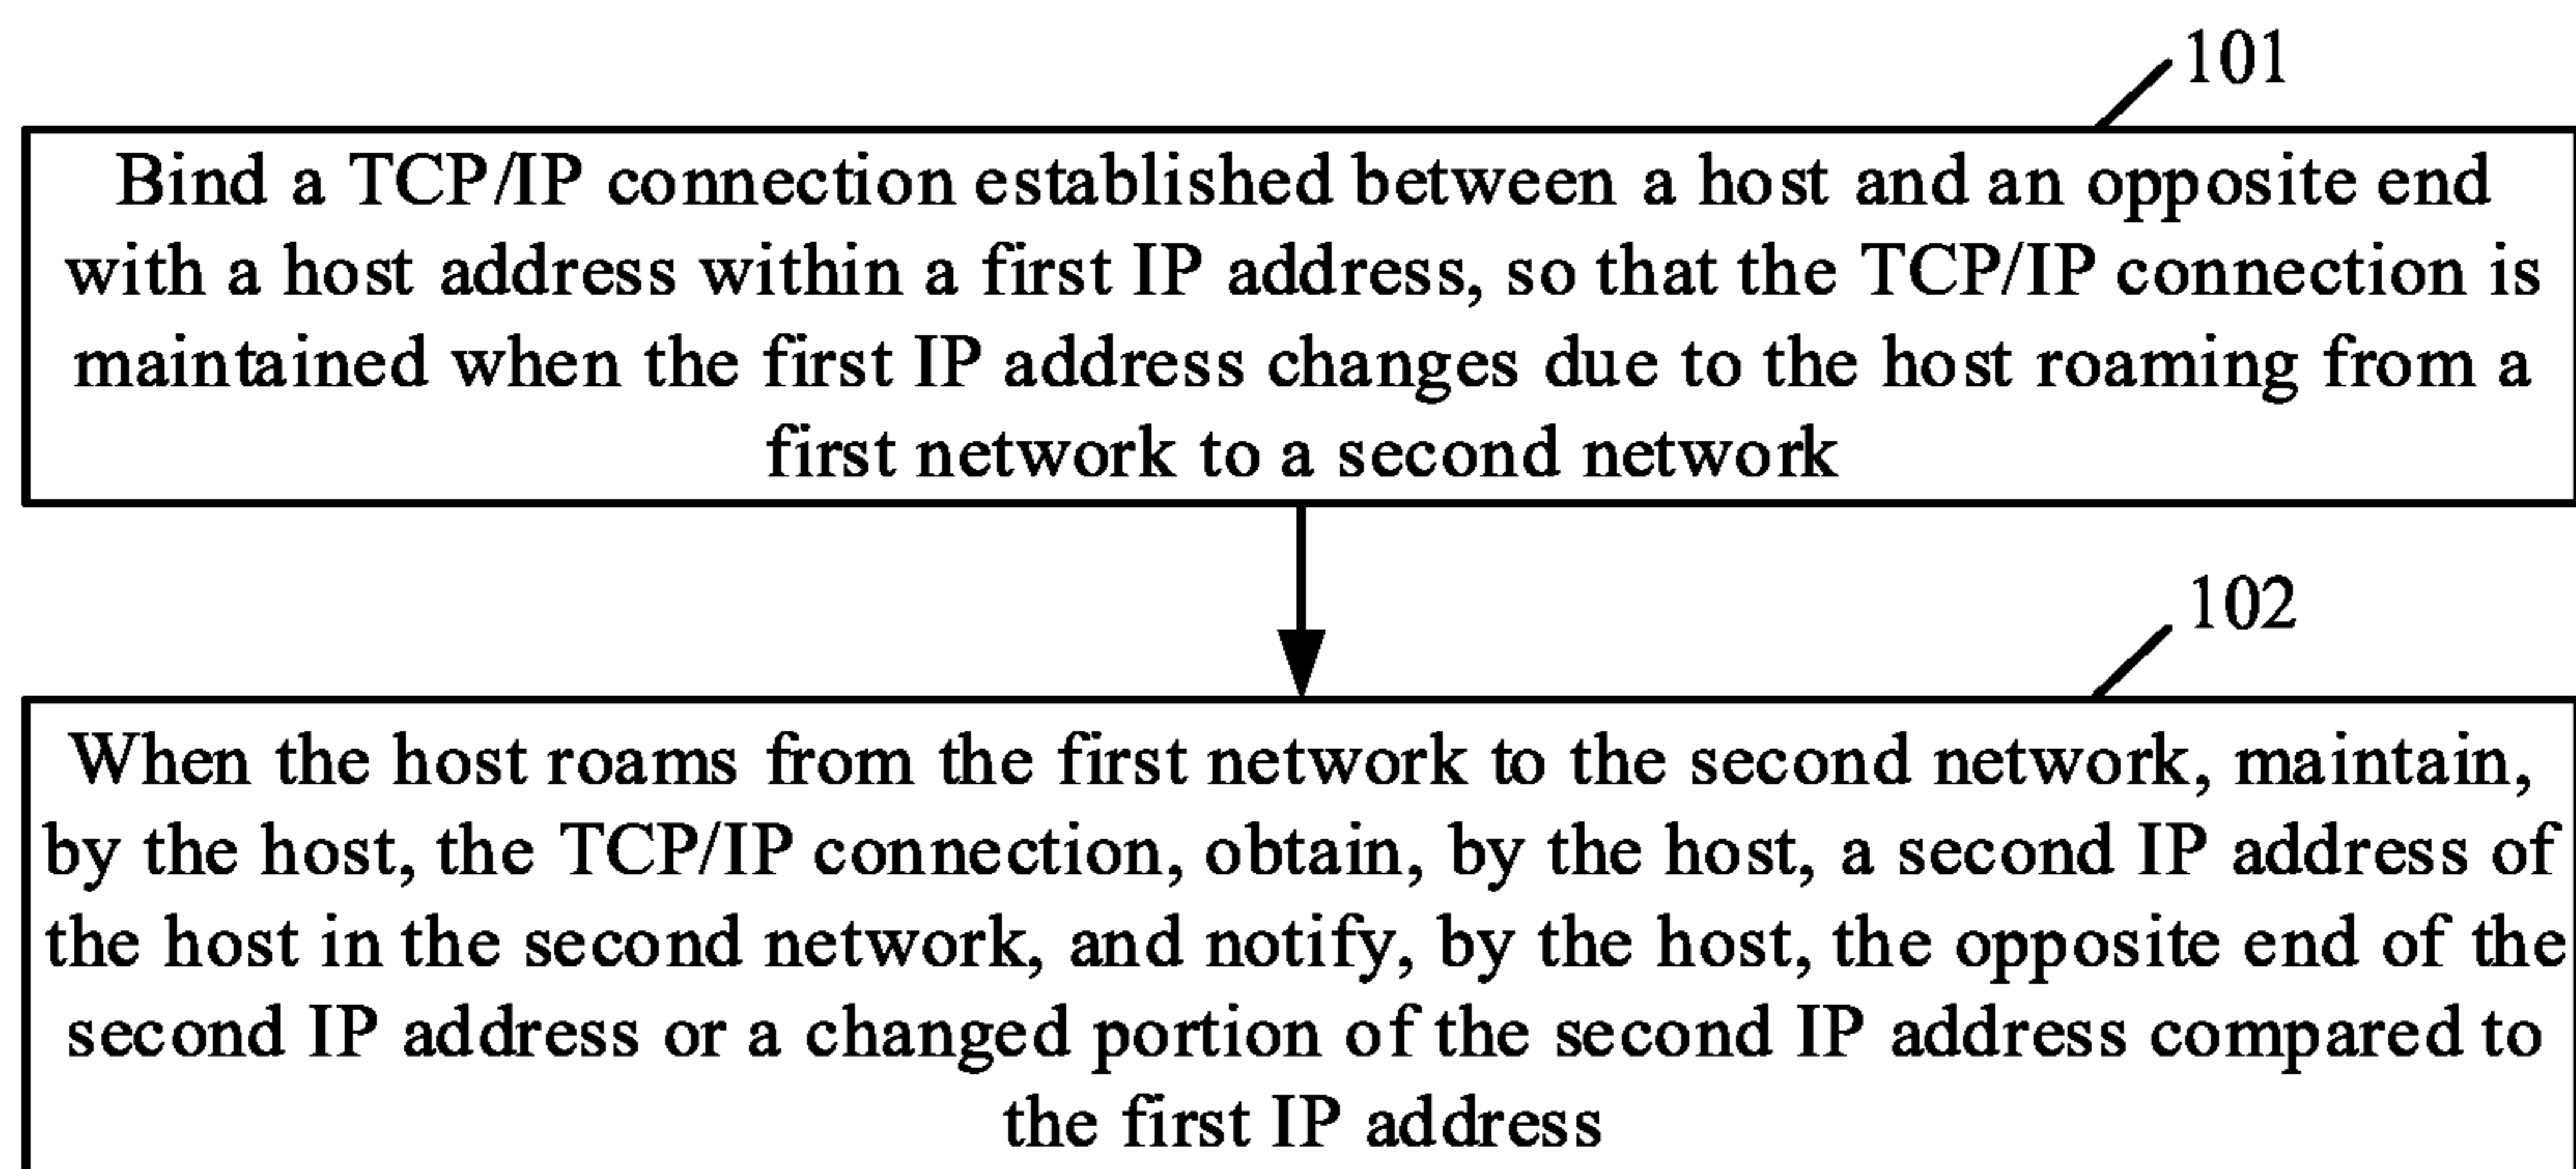 101
Bind a TCP/IP connection established between a host and an opposite end
with a host address within a first IP address, so that the TCP/IP connection is
maintained when the first IP address changes due to the host roaming from a
first network to a second network
102
When the host roams from the first network to the second network, maintain,
by the host, the TCP/IP connection, obtain, by the host, a second IP address of
the host in the second network, and notify, by the host, the opposite end of the
second IP address or a changed portion of the second IP address compared to
the first IP address